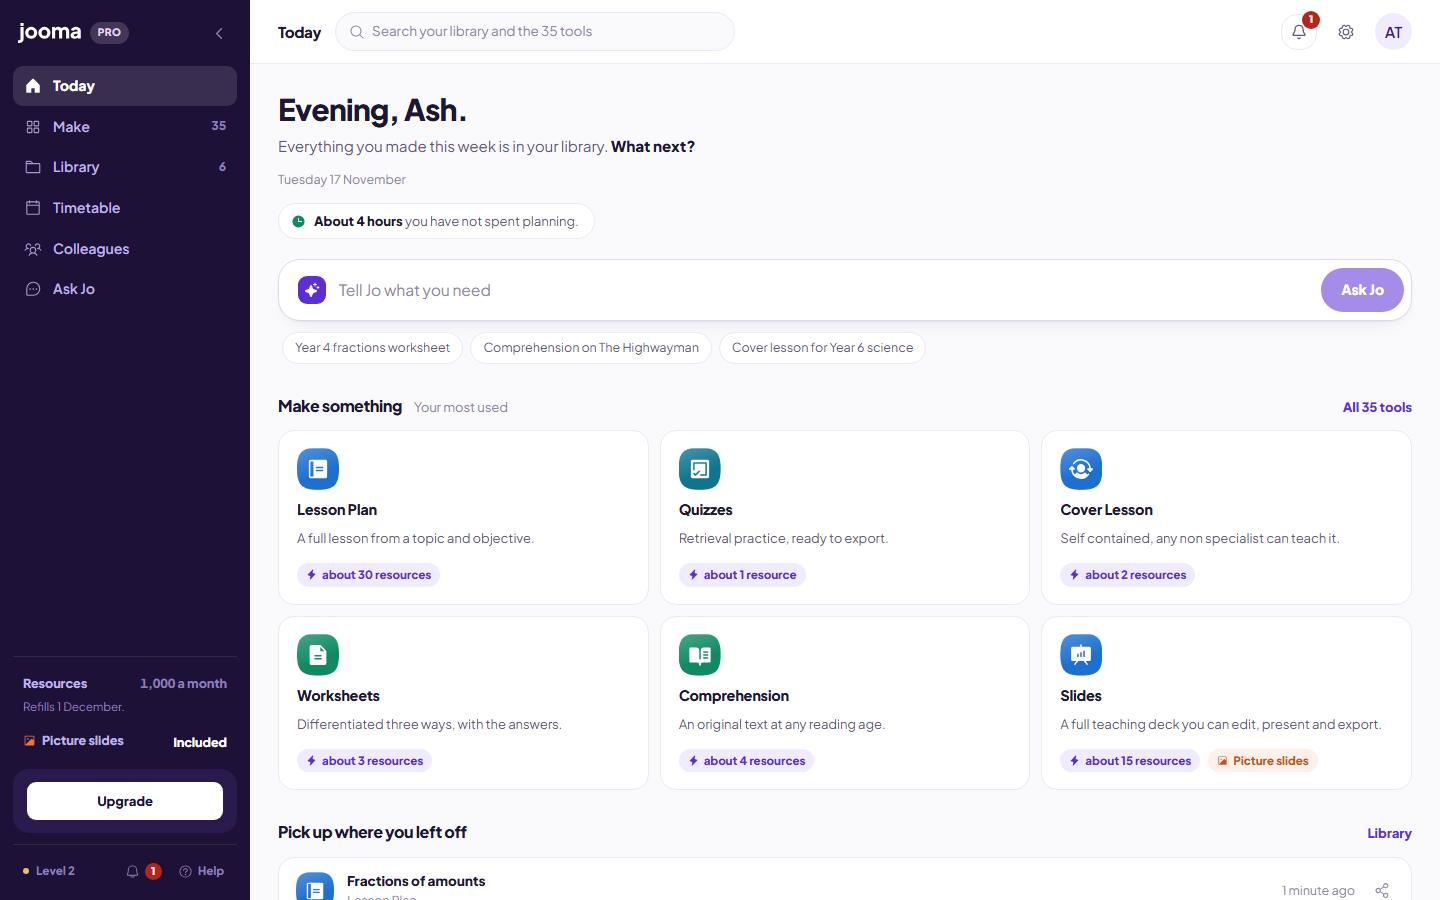 jooma PRO
Today
Make 35
Library 6
Timetable
Colleagues
Ask Jo
Resources 1,000 a month
Refills 1 December.
Picture slides Included
Upgrade
Level 2 1 Help
Today
Search your library and the 35 tools
1
AT
Evening, Ash.
Everything you made this week is in your library. What next?
Tuesday 17 November
About 4 hours you have not spent planning.
Tell Jo what you need
Ask Jo
Year 4 fractions worksheet
Comprehension on The Highwayman
Cover lesson for Year 6 science
Make something Your most used
All 35 tools
Lesson Plan
A full lesson from a topic and objective.
about 30 resources
Quizzes
Retrieval practice, ready to export.
about 1 resource
Cover Lesson
Self contained, any non specialist can teach it.
about 2 resources
Worksheets
Differentiated three ways, with the answers.
about 3 resources
Comprehension
An original text at any reading age.
about 4 resources
Slides
A full teaching deck you can edit, present and export.
about 15 resources Picture slides
Pick up where you left off
Library
Fractions of amounts
Lesson Plan
1 minute ago